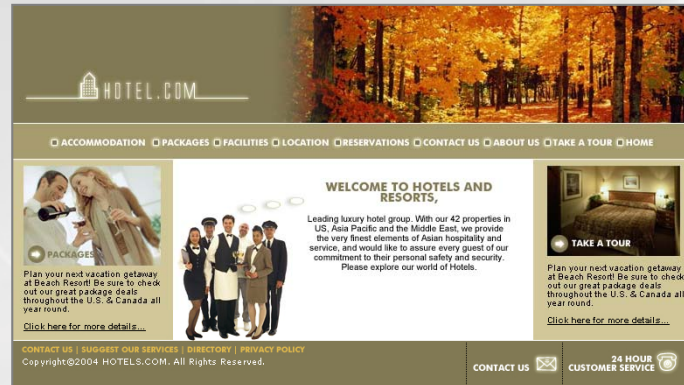 HOTEL.COM
ACCOMMODATION PACKAGES FACILITIES LOCATION RESERVATIONS CONTACT US ABOUT US TAKE A TOUR HOME
PACKAGES
Plan your next vacation getaway
at Beach Resort! Be sure to check
out our great package deals
throughout the U.S. & Canada all
year round.
Click here for more details...
WELCOME TO HOTELS AND
RESORTS,
Leading luxury hotel group. With our 42 properties in
US, Asia Pacific and the Middle East, we provide
the very finest elements of Asian hospitality and
service, and would like to assure every guest of our
commitment to their personal safety and security.
Please explore our world of Hotels.
TAKE A TOUR
Plan your next vacation getaway
at Beach Resort! Be sure to check
out our great package deals
throughout the U.S. & Canada all
year round.
Click here for more details...
CONTACT US | SUGGEST OUR SERVICES | DIRECTORY | PRIVACY POLICY
Copyright©2004 HOTELS.COM. All Rights Reserved.
CONTACT US
24 HOUR
CUSTOMER SERVICE